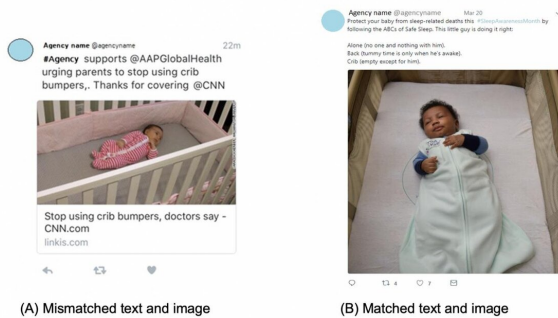 Agency name @agencyname 22m
#Agency supports @AAPGlobalHealth
urging parents to stop using crib
bumpers,. Thanks for covering @CNN
Stop using crib bumpers, doctors say -
CNN.com
linkis.com
(A) Mismatched text and image
Agency name @agencyname Mar 20
Protect your baby from sleep-related deaths this #SleepAwarenessMonth by
following the ABCs of Safe Sleep. This little guy is doing it right:
Alone (no one and nothing with him).
Back (tummy time is only when he's awake).
Crib (empty except for him).
4 7
(B) Matched text and image